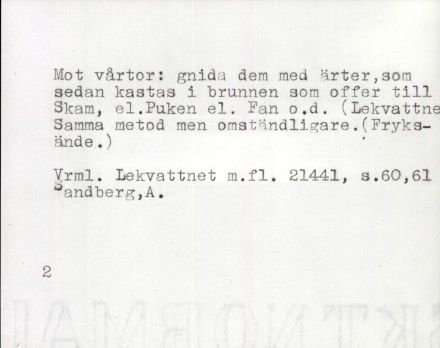 Mot vårtor: gnida dem med ärter,som
sedan kastas i brunnen som offer till
Skam, el.Puken el. Fan o.d. (Lekvattne
Samma metod men omständligare.(Fryks-
ände.)
Vrml. Lekvattnet m.fl. 21441, s.60,61
Sandberg,A.
2